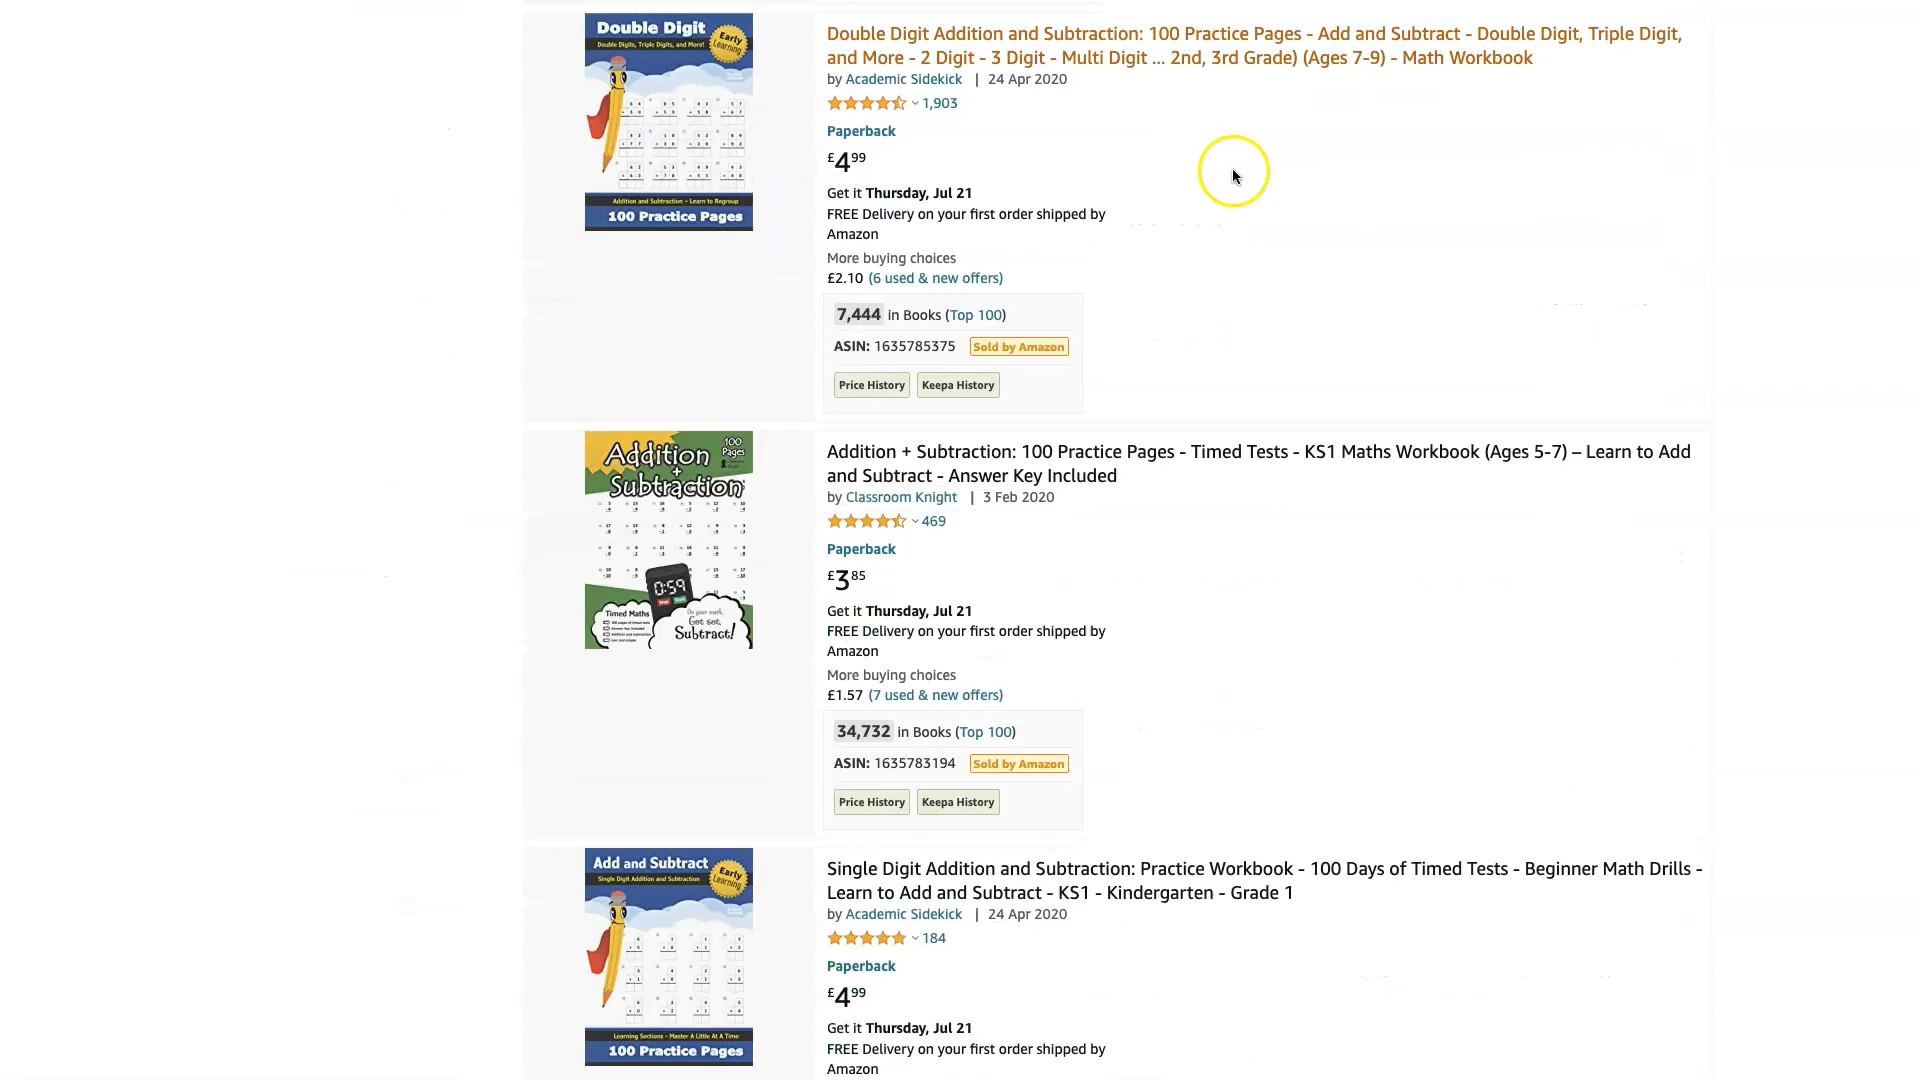 Double Digit
Double Digits, Triple Digits, and More!
Early
Learning
Addition and Subtraction - Learn to Regroup
100 Practice Pages
Double Digit Addition and Subtraction: 100 Practice Pages - Add and Subtract - Double Digit, Triple Digit,
and More - 2 Digit - 3 Digit - Multi Digit ... 2nd, 3rd Grade) (Ages 7-9) - Math Workbook
by Academic Sidekick | 24 Apr 2020
1,903
Paperback
£4 99
Get it Thursday, Jul 21
FREE Delivery on your first order shipped by
Amazon
More buying choices
£2.10 (6 used & new offers)
7,444 in Books (Top 100)
ASIN: 1635785375 Sold by Amazon
Price History Keepa History
Addition
+
Subtraction
100
Pages
0:59
Timed Maths
Get set,
Subtract!
Addition + Subtraction: 100 Practice Pages - Timed Tests - KS1 Maths Workbook (Ages 5-7) – Learn to Add
and Subtract - Answer Key Included
by Classroom Knight | 3 Feb 2020
469
Paperback
£3 85
Get it Thursday, Jul 21
FREE Delivery on your first order shipped by
Amazon
More buying choices
£1.57 (7 used & new offers)
34,732 in Books (Top 100)
ASIN: 1635783194 Sold by Amazon
Price History Keepa History
Add and Subtract
Single Digit Addition and Subtraction
Early
Learning
Learning Sections - Master A Little At A Time
100 Practice Pages
Single Digit Addition and Subtraction: Practice Workbook - 100 Days of Timed Tests - Beginner Math Drills -
Learn to Add and Subtract - KS1 - Kindergarten - Grade 1
by Academic Sidekick | 24 Apr 2020
184
Paperback
£4 99
Get it Thursday, Jul 21
FREE Delivery on your first order shipped by
Amazon